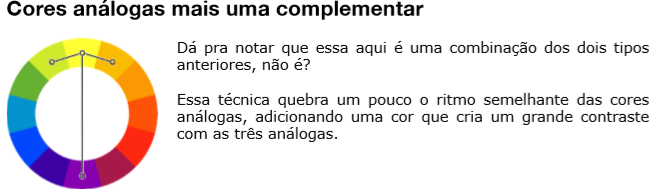 Cores análogas mais uma complementar
Dá pra notar que essa aqui é uma combinação dos dois tipos
anteriores, não é?
Essa técnica quebra um pouco o ritmo semelhante das cores
análogas, adicionando uma cor que cria um grande contraste
com as três análogas.